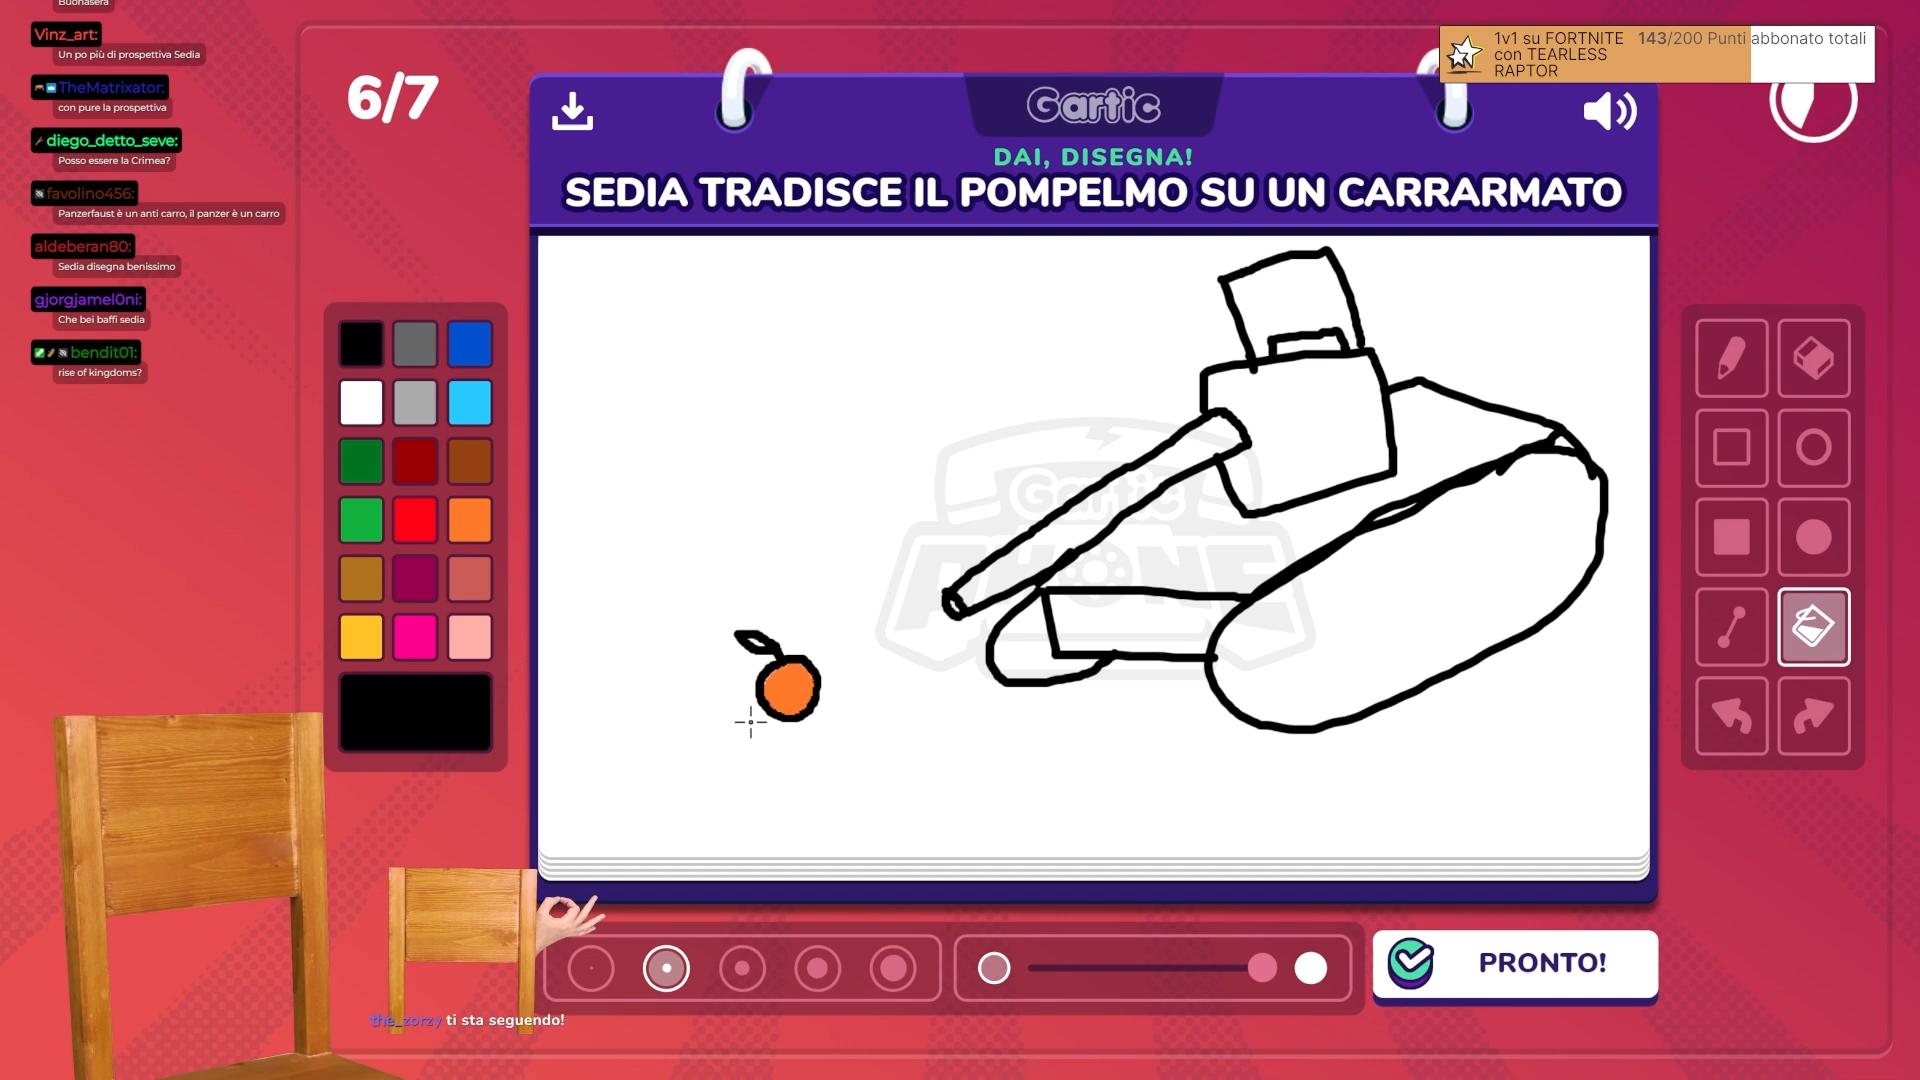 Buonasera
Vinz_art:
Un po più di prospettiva Sedia
TheMatrixator:
con pure la prospettiva
diego_detto_seve:
Posso essere la Crimea?
favolino456:
Panzerfaust è un anti carro, il panzer è un carro
aldeberan80:
Sedia disegna benissimo
gjorgjamel0ni:
Che bei baffi sedia
bendit01:
rise of kingdoms?
6/7
Gartic
DAI, DISEGNA!
SEDIA TRADISCE IL POMPELMO SU UN CARRARMATO
1v1 su FORTNITE
con TEARLESS
RAPTOR
143/200 Punti abbonato totali
Gartic
PHONE
PRONTO!
the_zorzy ti sta seguendo!